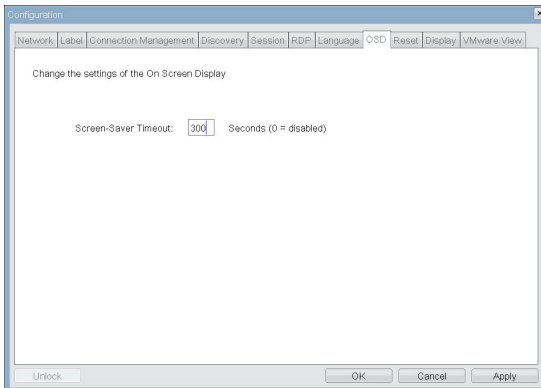 Configuration
Network Label Connection Management Discovery Session RDP Language OSD Reset Display VMware View
Change the settings of the On Screen Display
Screen-Saver Timeout: 300 Seconds (0 = disabled)
Unlock OK Cancel Apply